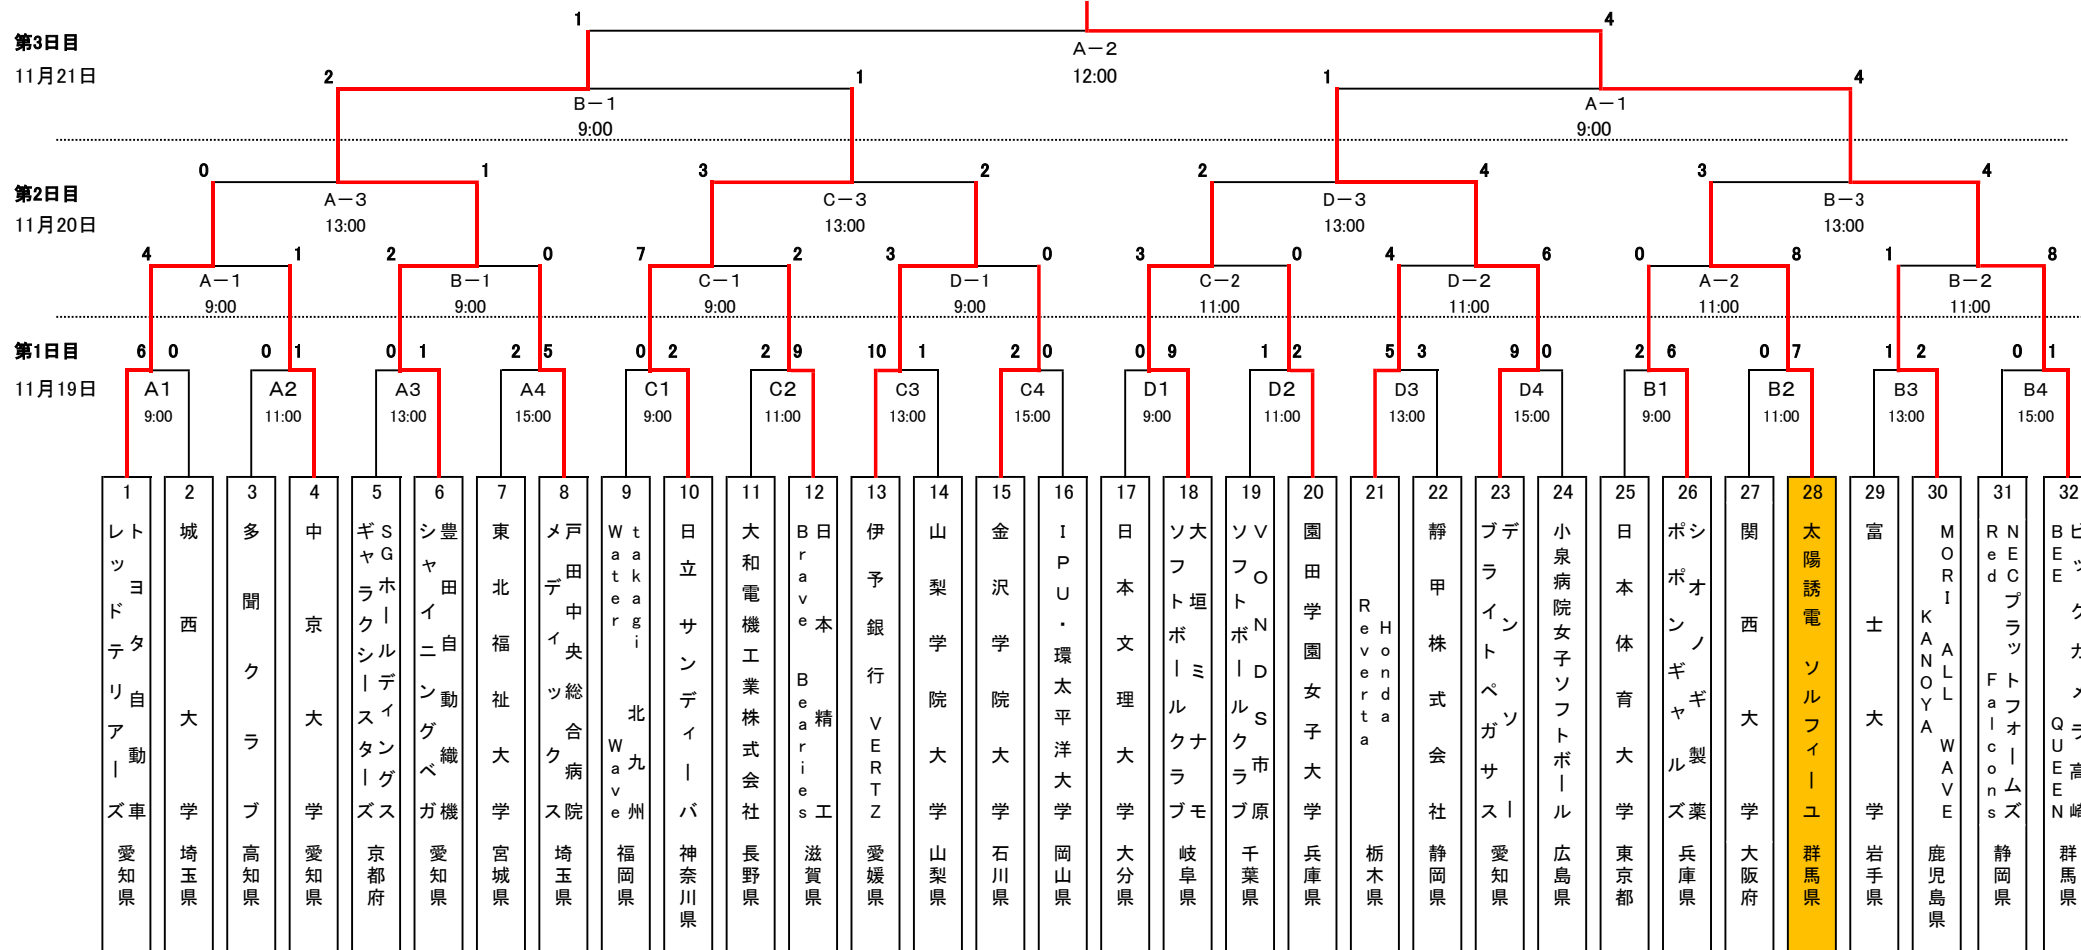 1 4
第3日目
A－2
11月21日 2 1 12:00 1 4
B－1 A－1
9:00 9:00
0 1 3 2 2 4 3 4
第2日目
A－3 C－3 D－3 B－3
11月20日 13:00 13:00 13:00 13:00
4 1 2 0 7 2 3 0 3 0 4 6 0 8 1 8
A－1 B－1 C－1 D－1 C－2 D－2 A－2 B－2
9:00 9:00 9:00 9:00 11:00 11:00 11:00 11:00
第1日目 6 0 0 1 0 1 2 5 0 2 2 9 10 1 2 0 0 9 1 2 5 3 9 0 2 6 0 7 1 2 0 1
11月19日 A1 A2 A3 A4 C1 C2 C3 C4 D1 D2 D3 D4 B1 B2 B3 B4
9:00 11:00 13:00 15:00 9:00 11:00 13:00 15:00 9:00 11:00 13:00 15:00 9:00 11:00 13:00 15:00
1 トヨタ自動車
レッドテリアーズ
愛知県
2 城西大学
埼玉県
3 多聞クラブ
高知県
4 中京大学
愛知県
5 SGホールディングス
ギャラクシースターズ
京都府
6 豊田自動織機
シャイニングベガ
愛知県
7 東北福祉大学
宮城県
8 戸田中央総合病院
メディックス
埼玉県
9 takagi 北九州
Water Wave
福岡県
10 日立 サンディーバ
神奈川県
11 大和電機工業株式会社
長野県
12 日本精工
Brave Bearies
滋賀県
13 伊予銀行 VERTZ
愛媛県
14 山梨学院大学
山梨県
15 金沢学院大学
石川県
16 IPU・環太平洋大学
岡山県
17 日本文理大学
大分県
18 大垣ミナモ
ソフトボールクラブ
岐阜県
19 VONDS市原
ソフトボールクラブ
千葉県
20 園田学園女子大学
兵庫県
21 Honda
Reverta
栃木県
22 靜甲株式会社
静岡県
23 デンソー
ブライトペガサス
愛知県
24 小泉病院女子ソフトボール
広島県
25 日本体育大学
東京都
26 シオノギ製薬
ポポンギャルズ
兵庫県
27 関西大学
大阪府
28 太陽誘電 ソルフィーユ
群馬県
29 富士大学
岩手県
30 MORI ALL WAVE
KANOYA
鹿児島県
31 NECプラットフォームズ
Red Falcons
静岡県
32 ビックカメラ高崎
BEE QUEEN
群馬県